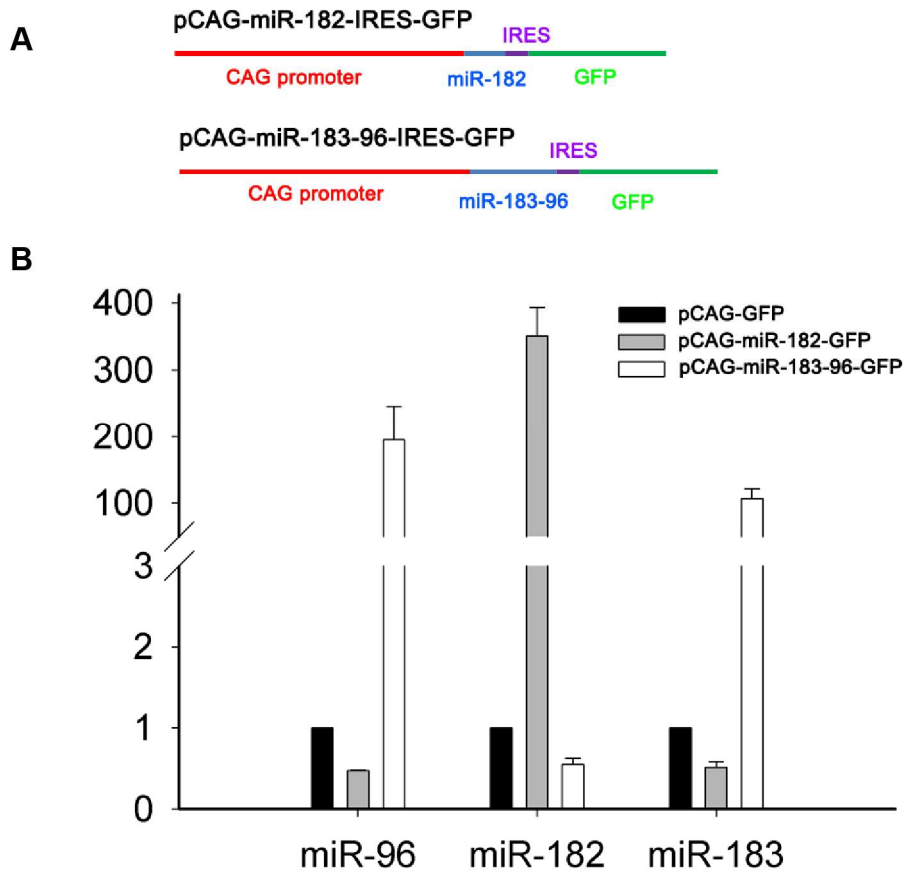 A
pCAG-miR-182-IRES-GFP
IRES
CAG promoter
miR-182
GFP
pCAG-miR-183-96-IRES-GFP
IRES
CAG promoter
miR-183-96
GFP
B
400
300
200
100
3
2
1
0
pCAG-GFP
pCAG-miR-182-GFP
pCAG-miR-183-96-GFP
miR-96
miR-182
miR-183